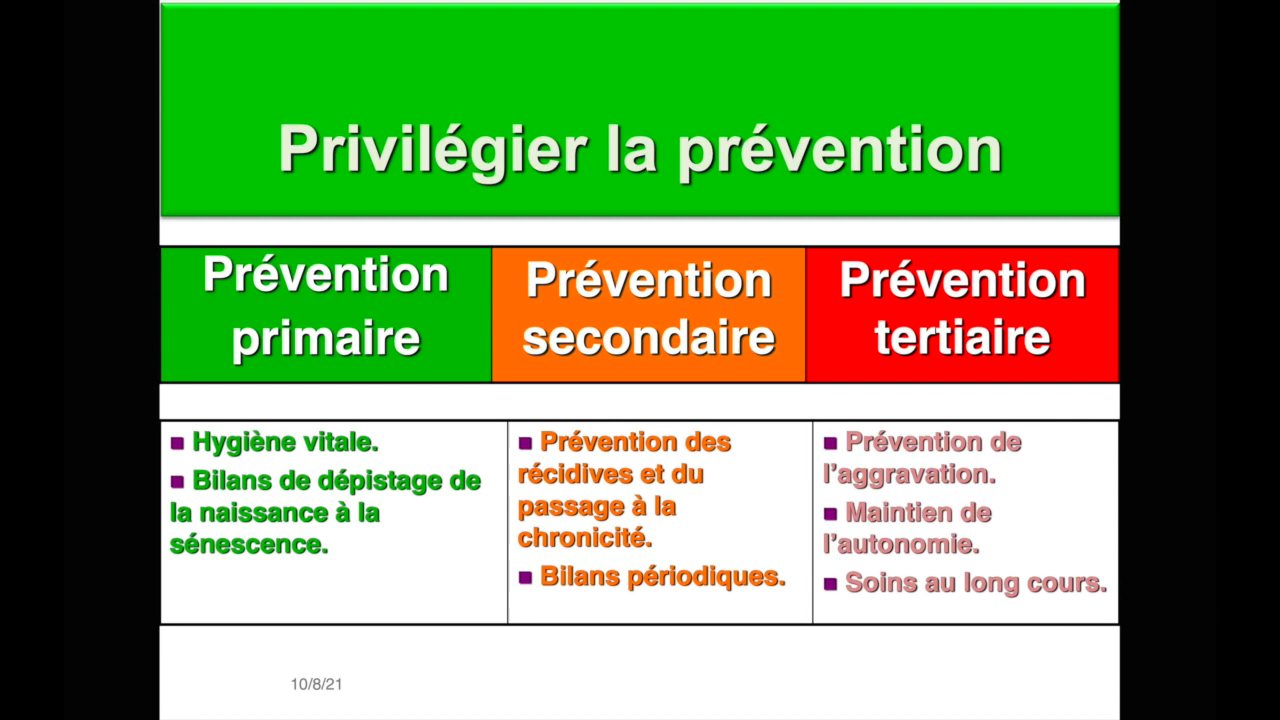 Privilégier la prévention
Prévention
primaire
Prévention
secondaire
Prévention
tertiaire
Hygiène vitale.
Bilans de dépistage de
la naissance à la
sénescence.
Prévention des
récidives et du
passage à la
chronicité.
Bilans périodiques.
Prévention de
l’aggravation.
Maintien de
l’autonomie.
Soins au long cours.
10/8/21